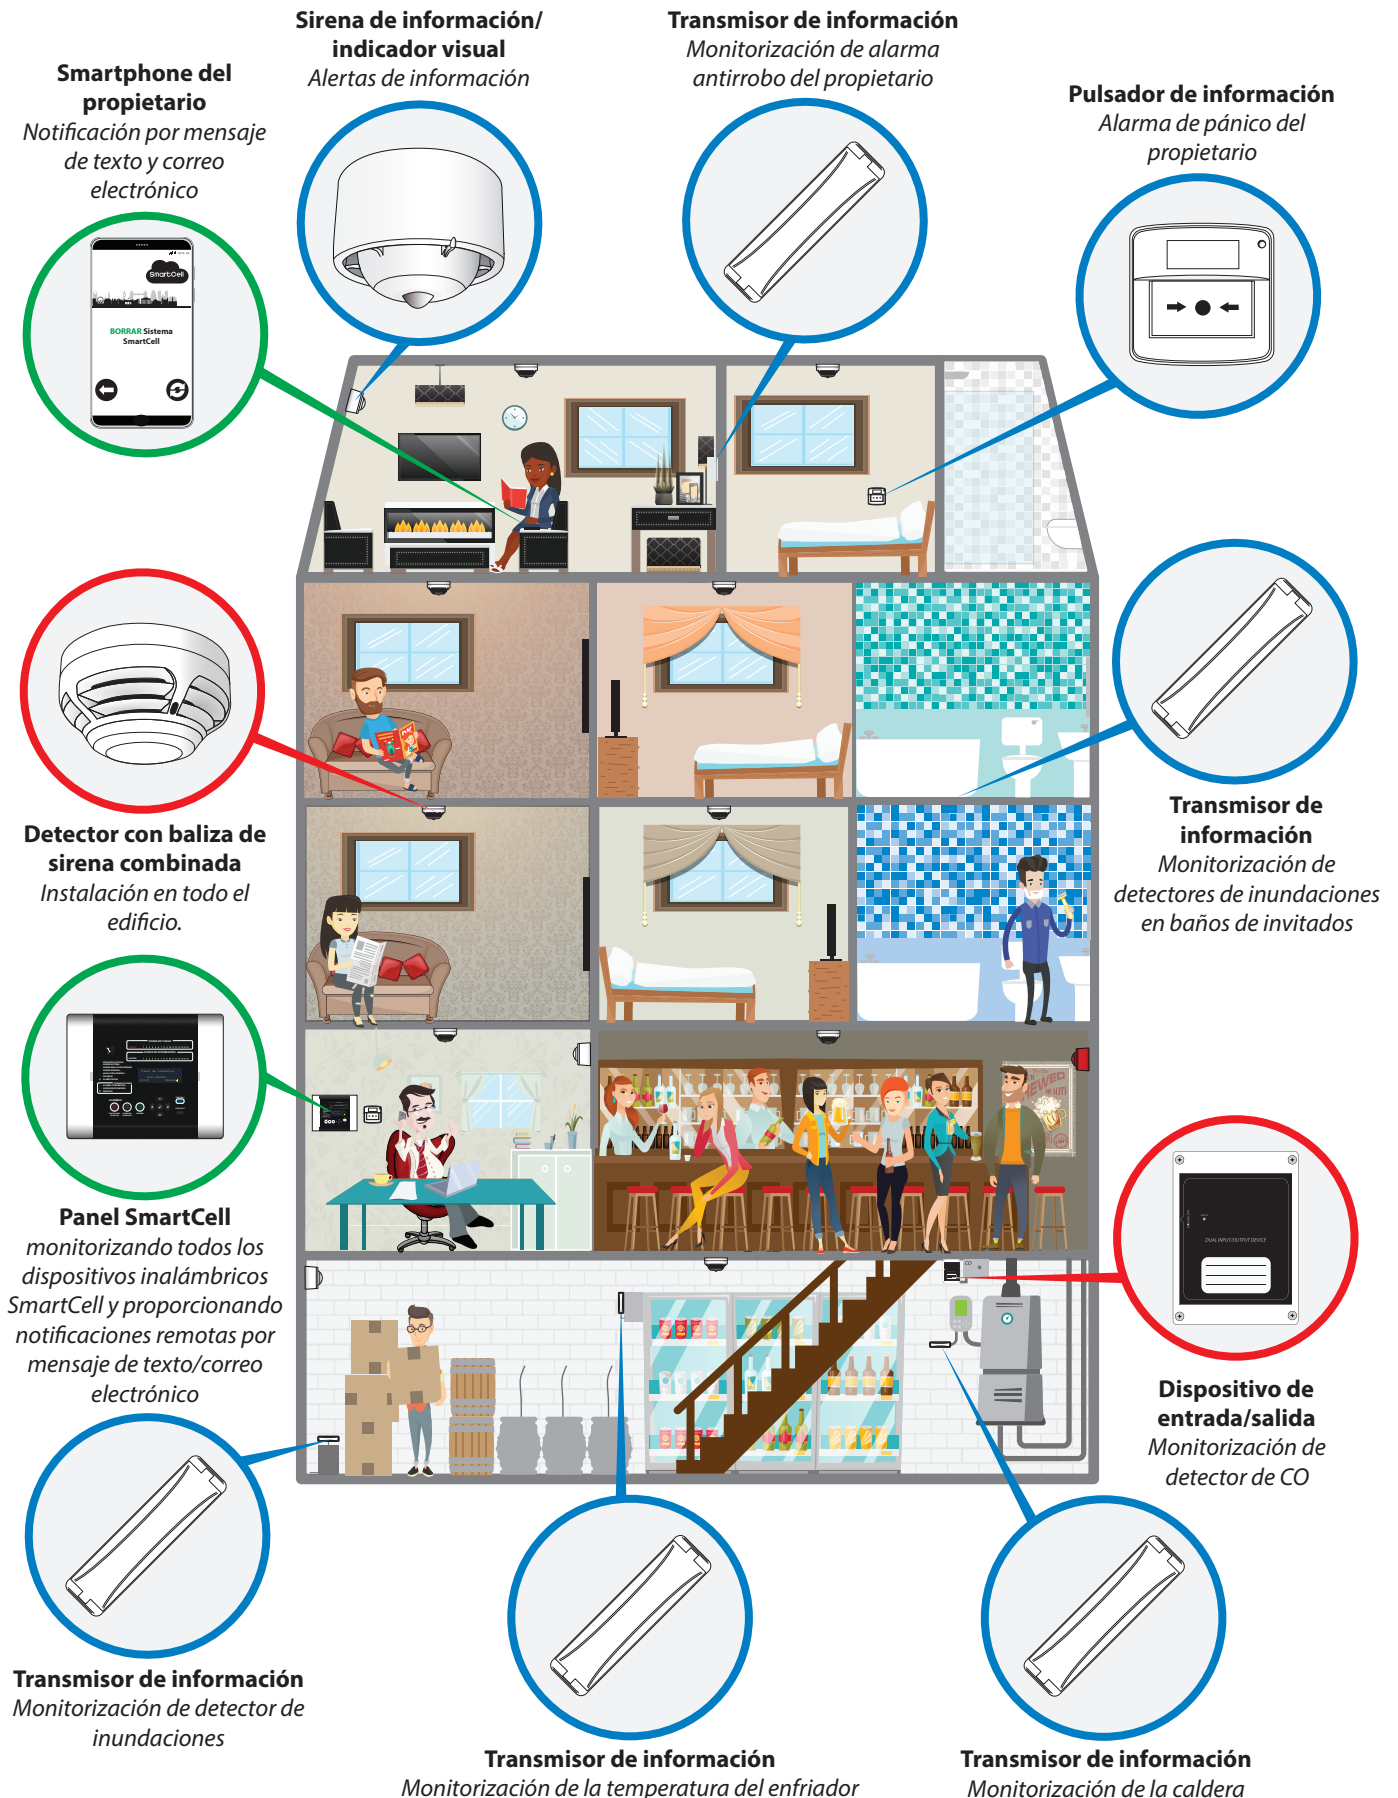 Sirena de información/
indicador visual
Alertas de información
Transmisor de información
Monitorización de alarma
antirrobo del propietario
Smartphone del
propietario
Notificación por mensaje
de texto y correo
electrónico
Pulsador de información
Alarma de pánico del
propietario
SmartCell
BORRAR Sistema
SmartCell
Detector con baliza de
sirena combinada
Instalación en todo el
edificio.
Transmisor de
información
Monitorización de
detectores de inundaciones
en baños de invitados
Panel SmartCell
monitorizando todos los
dispositivos inalámbricos
SmartCell y proporcionando
notificaciones remotas por
mensaje de texto/correo
electrónico
CO
DUAL INPUT/OUTPUT DEVICE
Dispositivo de
entrada/salida
Monitorización de
detector de CO
Transmisor de información
Monitorización de detector de
inundaciones
Transmisor de información
Monitorización de la temperatura del enfriador
Transmisor de información
Monitorización de la caldera